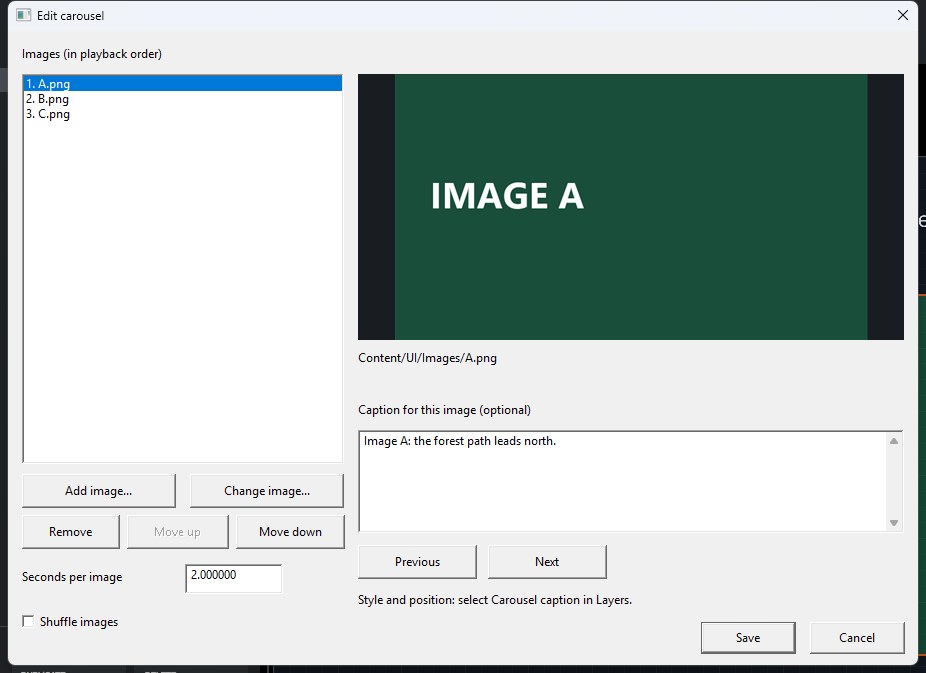 Edit carousel
Images (in playback order)
1. A.png
2. B.png
3. C.png
IMAGE A
Content/UI/Images/A.png
Caption for this image (optional)
Image A: the forest path leads north.
Add image...
Change image...
Remove
Move up
Move down
Previous
Next
Seconds per image
2.000000
Style and position: select Carousel caption in Layers.
Shuffle images
Save
Cancel